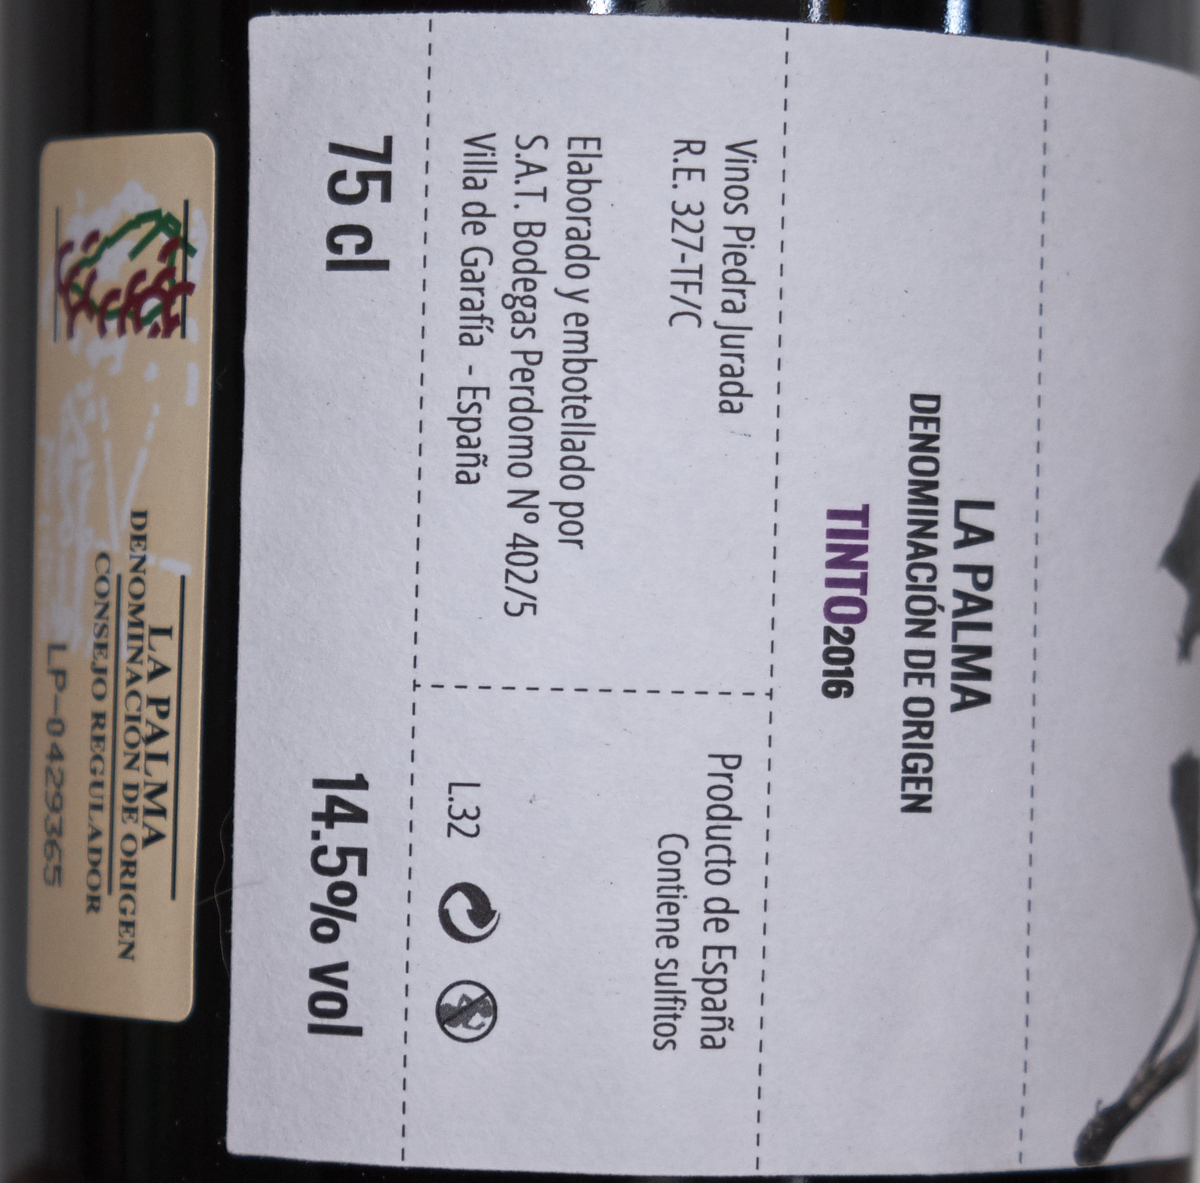 LA PALMA
DENOMINACIÓN DE ORIGEN
TINTO2016
Vinos Piedra Jurada
R.E. 327-TF/C
Elaborado y embotellado por
S.A.T. Bodegas Perdomo Nº 402/5
Villa de Garafía - España
Producto de España
Contiene sulfitos
L.32
75 cl
14.5% vol
LA PALMA
DENOMINACIÓN DE ORIGEN
CONSEJO REGULADOR
LP-0429365